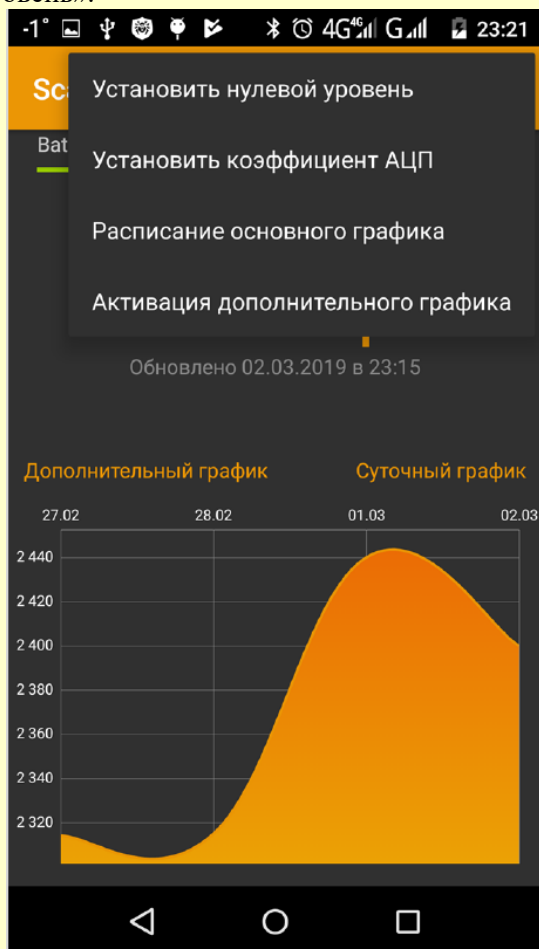 -1° 4G 4G G 23:21
Установить нулевой уровень
Установить коэффициент АЦП
Расписание основного графика
Активация дополнительного графика
Обновлено 02.03.2019 в 23:15
Дополнительный график Суточный график
27.02 28.02 01.03 02.03
2 440
2 420
2 400
2 380
2 360
2 340
2 320